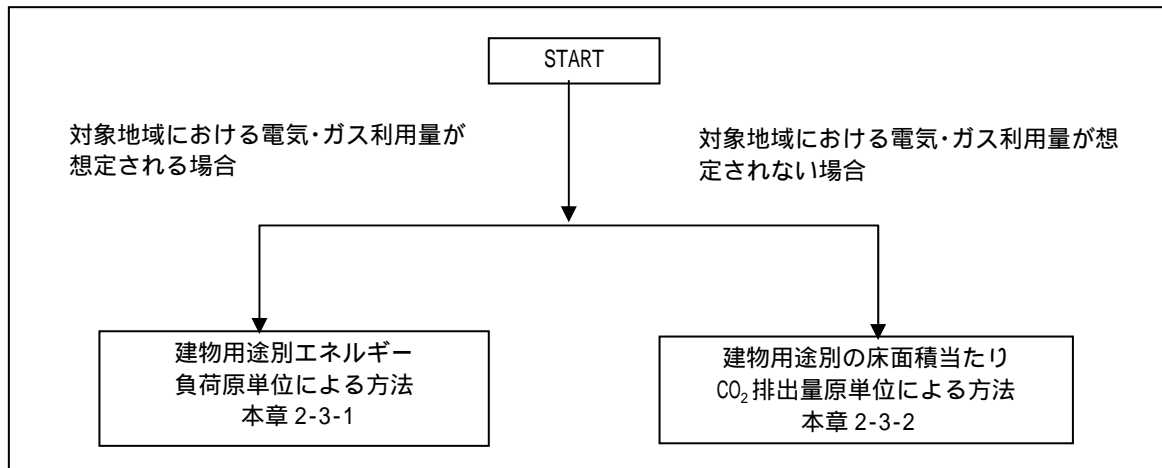 START
対象地域における電気・ガス利用量が
想定される場合
対象地域における電気・ガス利用量が想
定されない場合
建物用途別エネルギー
負荷原単位による方法
本章 2-3-1
建物用途別の床面積当たり
CO₂排出量原単位による方法
本章 2-3-2